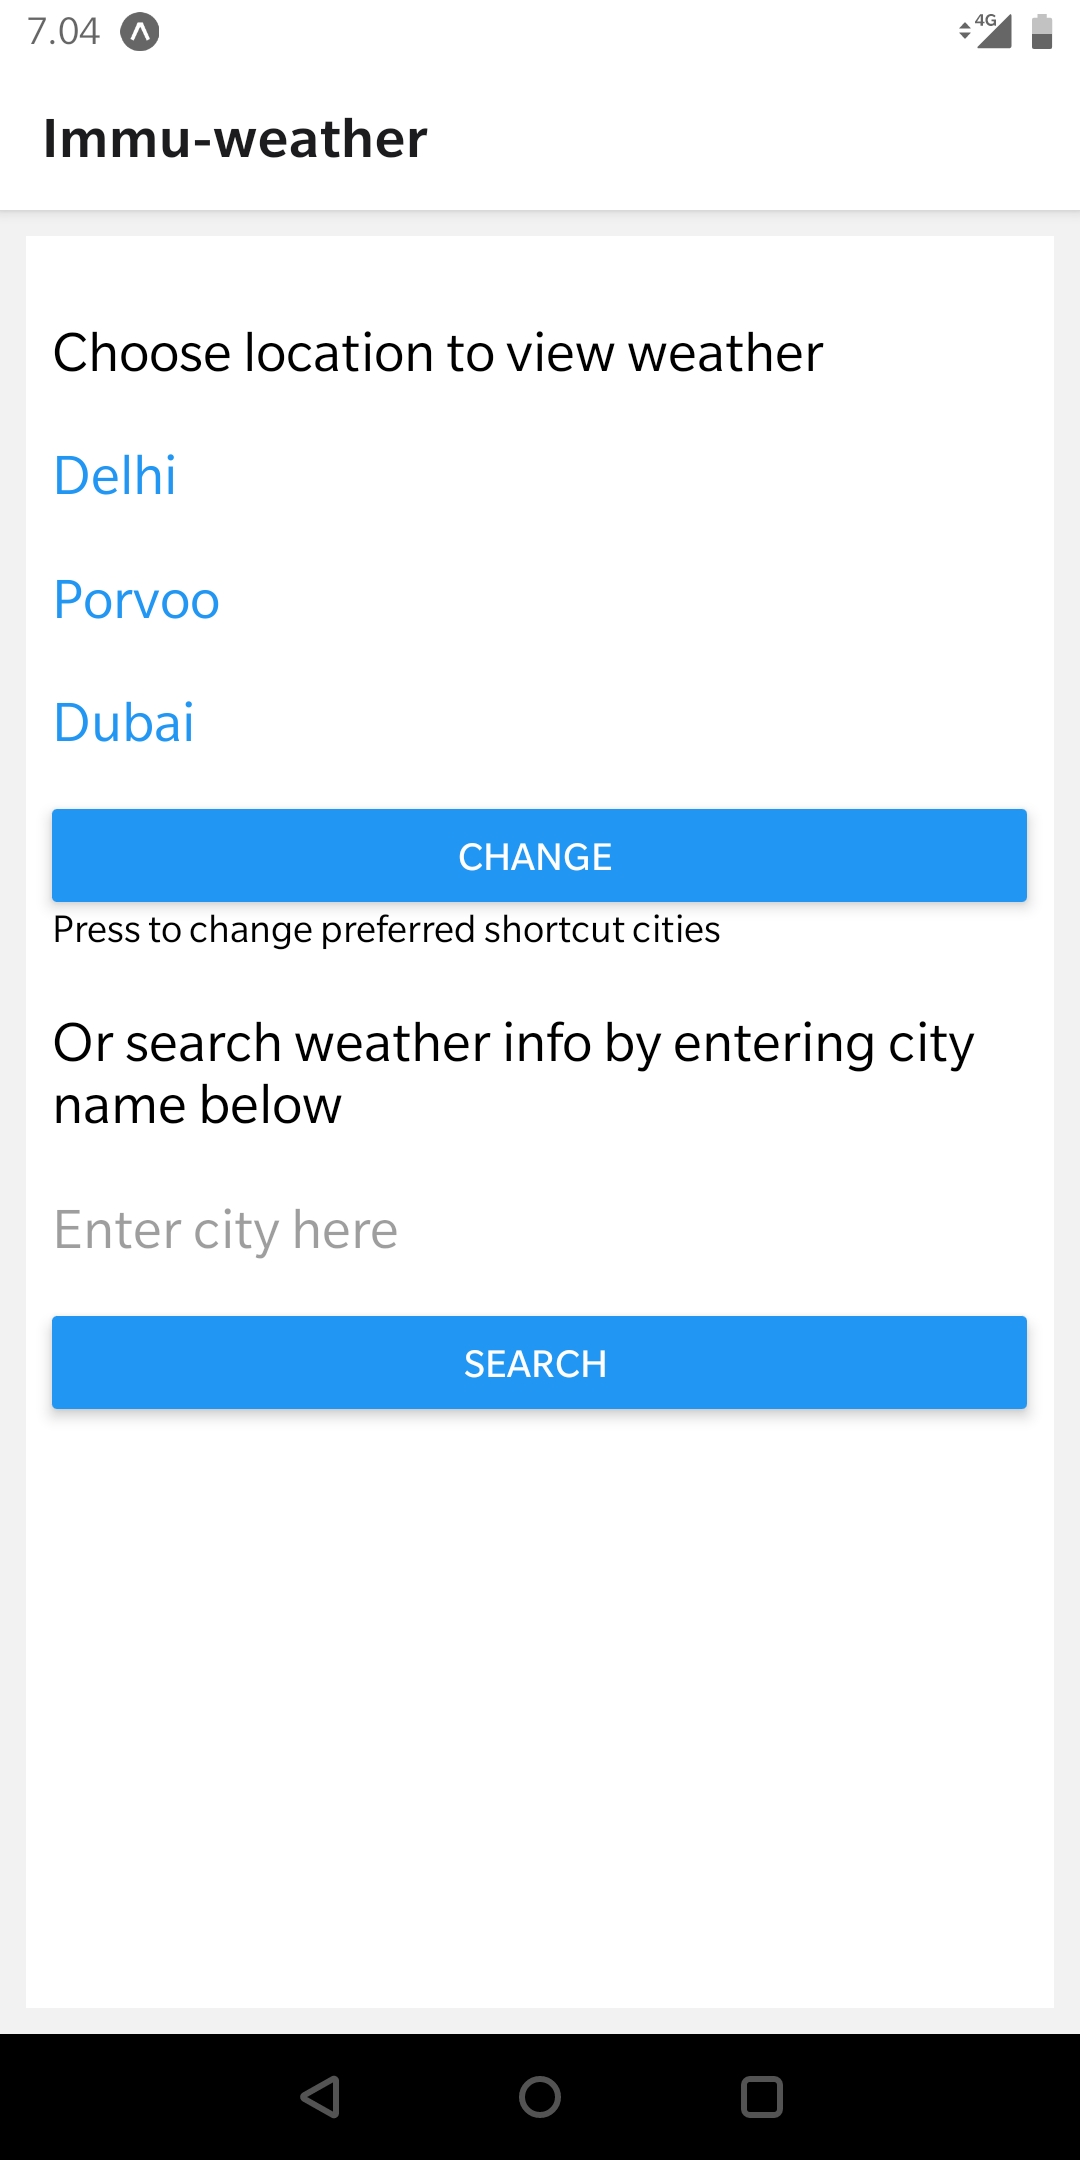 7.04
4G
Immu-weather
Choose location to view weather
Delhi
Porvoo
Dubai
CHANGE
Press to change preferred shortcut cities
Or search weather info by entering city
name below
Enter city here
SEARCH